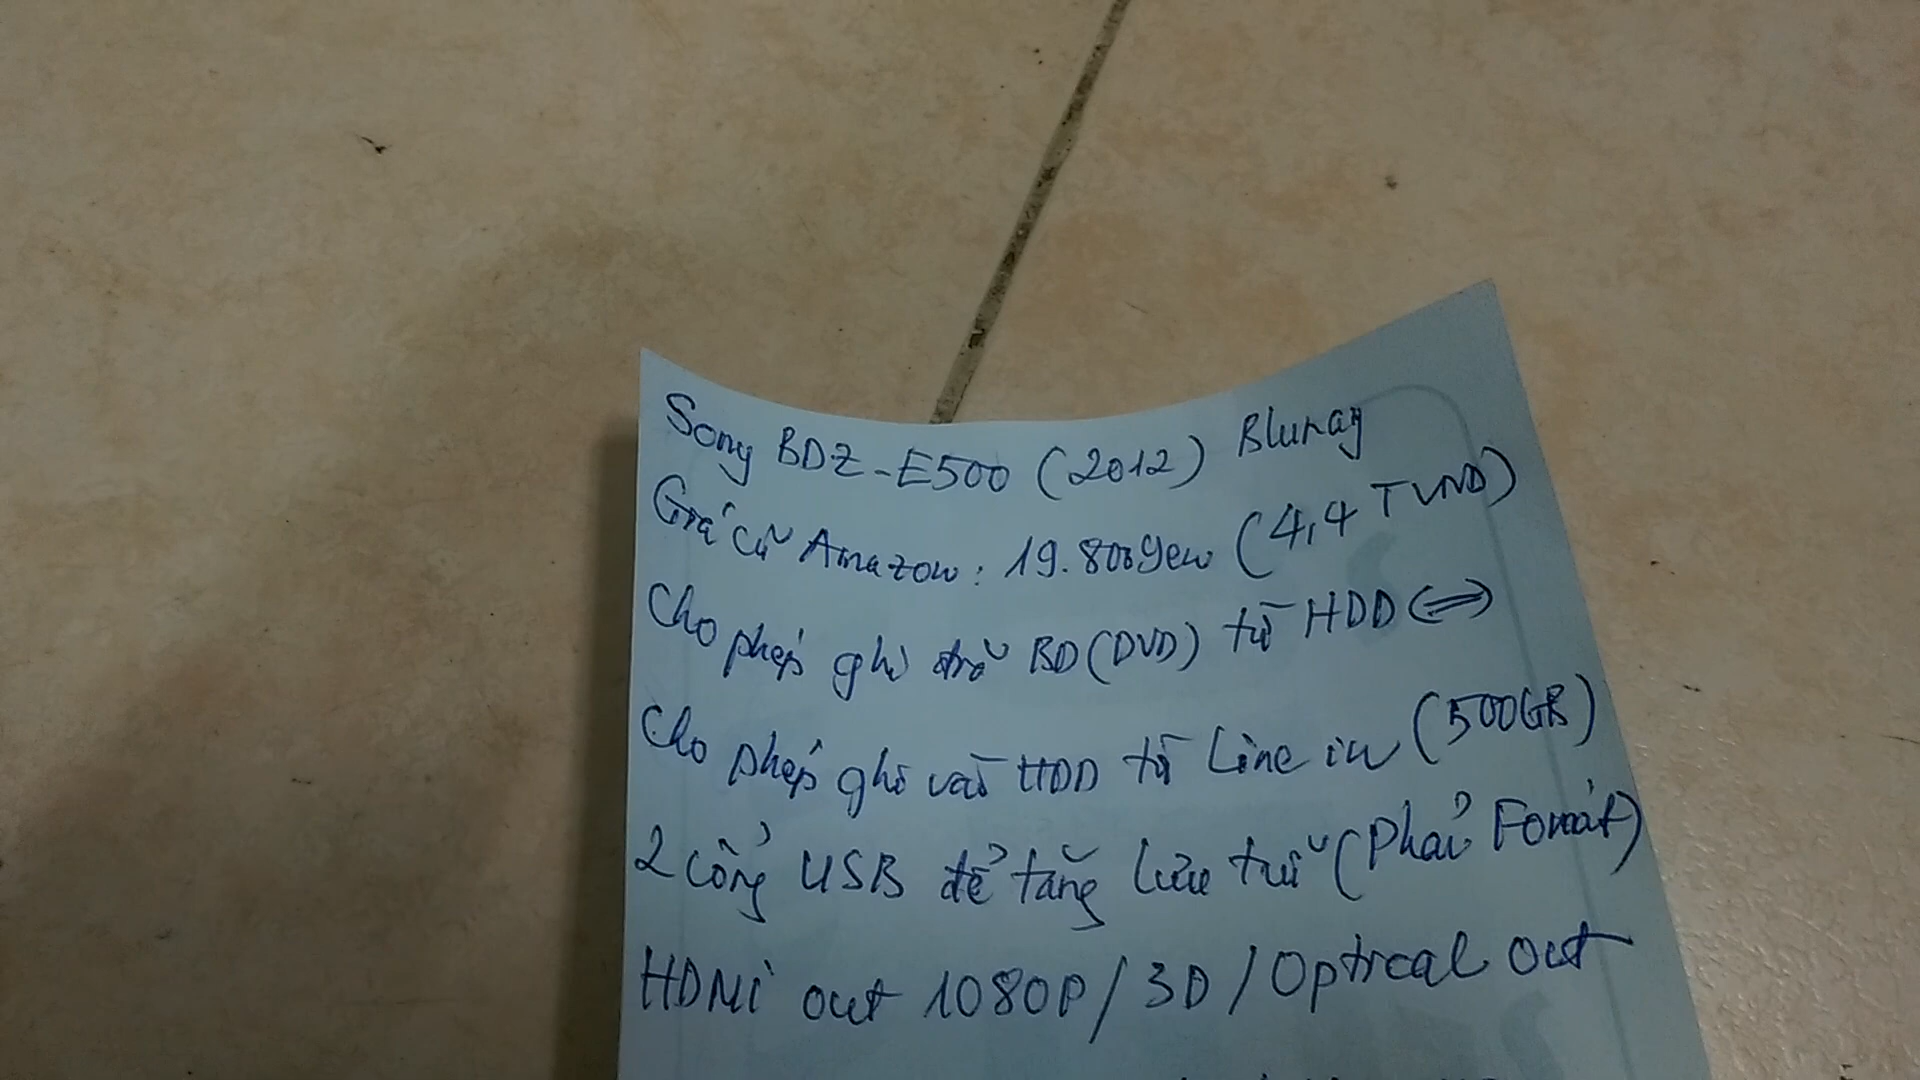 Sony BDZ-E500 (2012) Bluray
Giá cũ Amazon: 19.800yen (4,4 TVND)
Cho phép ghi trở BD(DVD) từ HDD <=>
Cho phép ghi vào HDD từ Line in (500GB)
2 cổng USB để tăng lưu trữ (Phải Fomát)
HDMI out 1080P/3D/Optical out